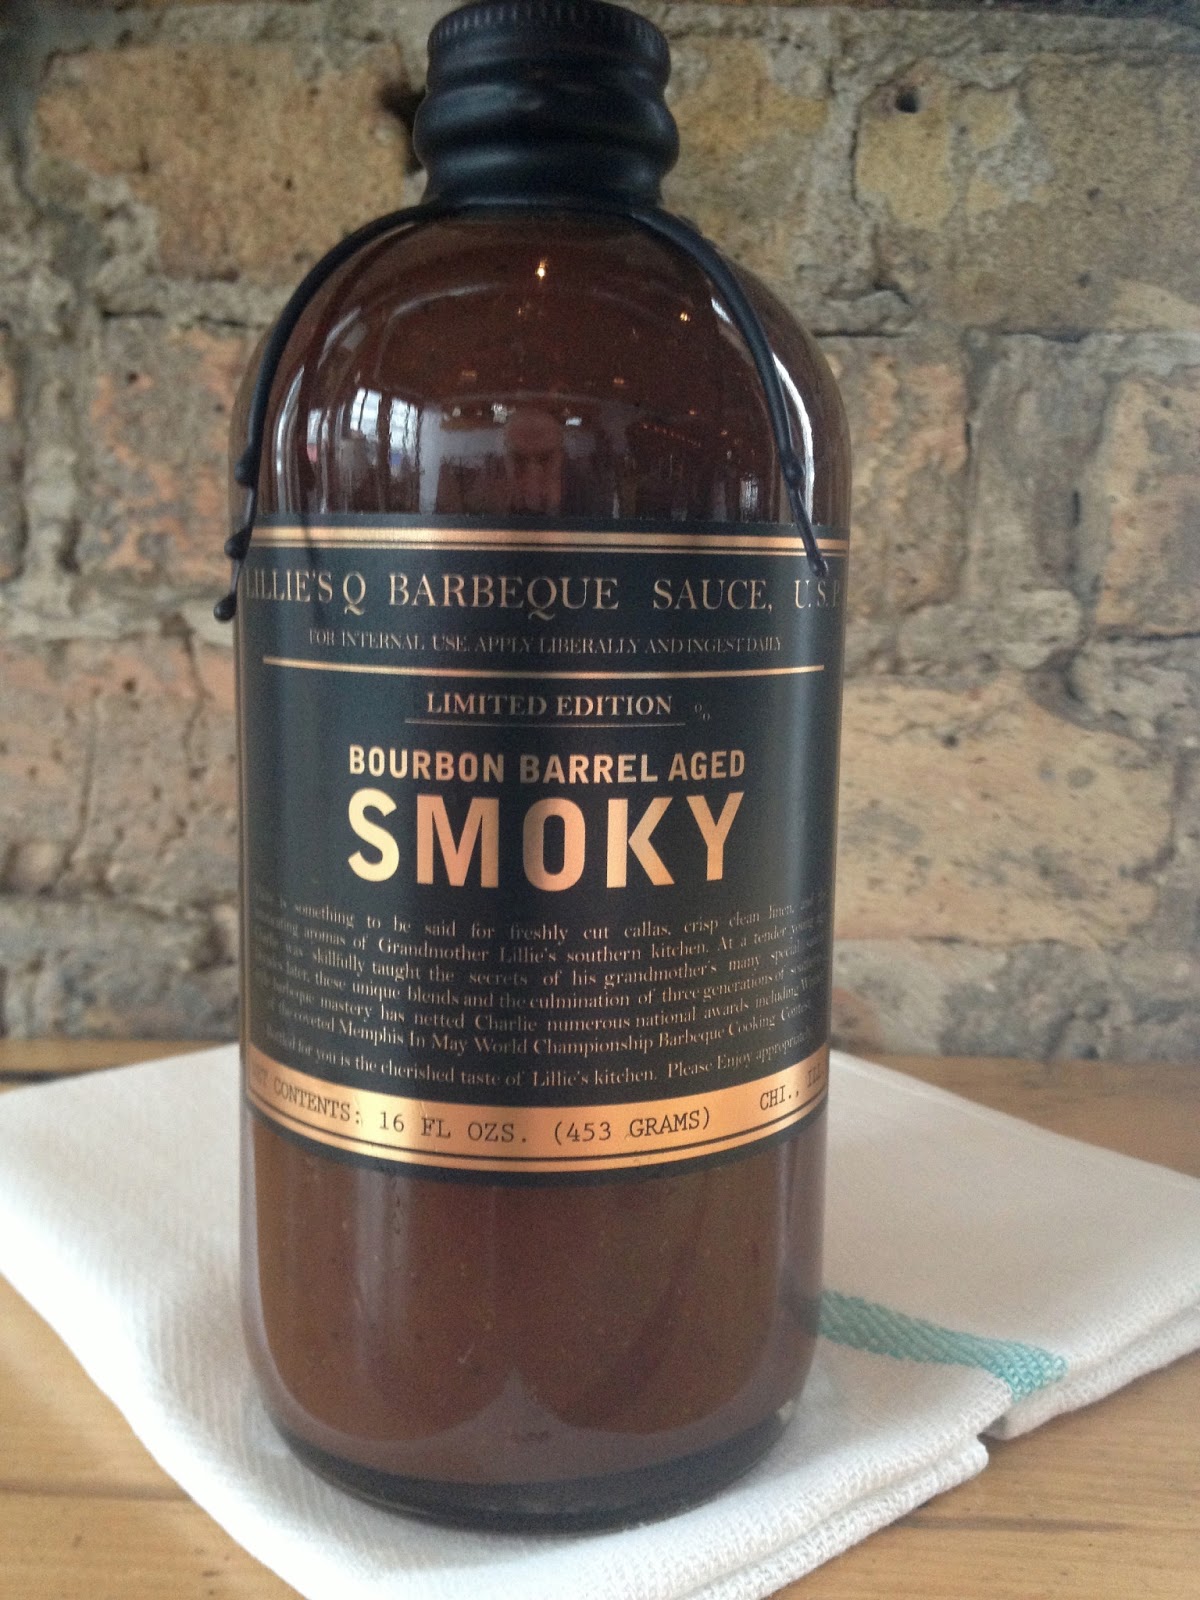 LILLIE'S Q BARBEQUE SAUCE, U.S.P
FOR INTERNAL USE. APPLY LIBERALLY AND INGEST DAILY
LIMITED EDITION %
BOURBON BARREL AGED
SMOKY
is something to be said for freshly cut callas, crisp clean linen, and
aromas of Grandmother Lillie's southern kitchen. At a tender young
was skillfully taught the secrets of his grandmother's many special
later, these unique blends and the culmination of three generations of
barbeque mastery has netted Charlie numerous national awards including
the coveted Memphis In May World Championship Barbeque Cooking
for you is the cherished taste of Lillie's kitchen. Please Enjoy appropriately.
CONTENTS: 16 FL OZS. (453 GRAMS) CHI., ILL